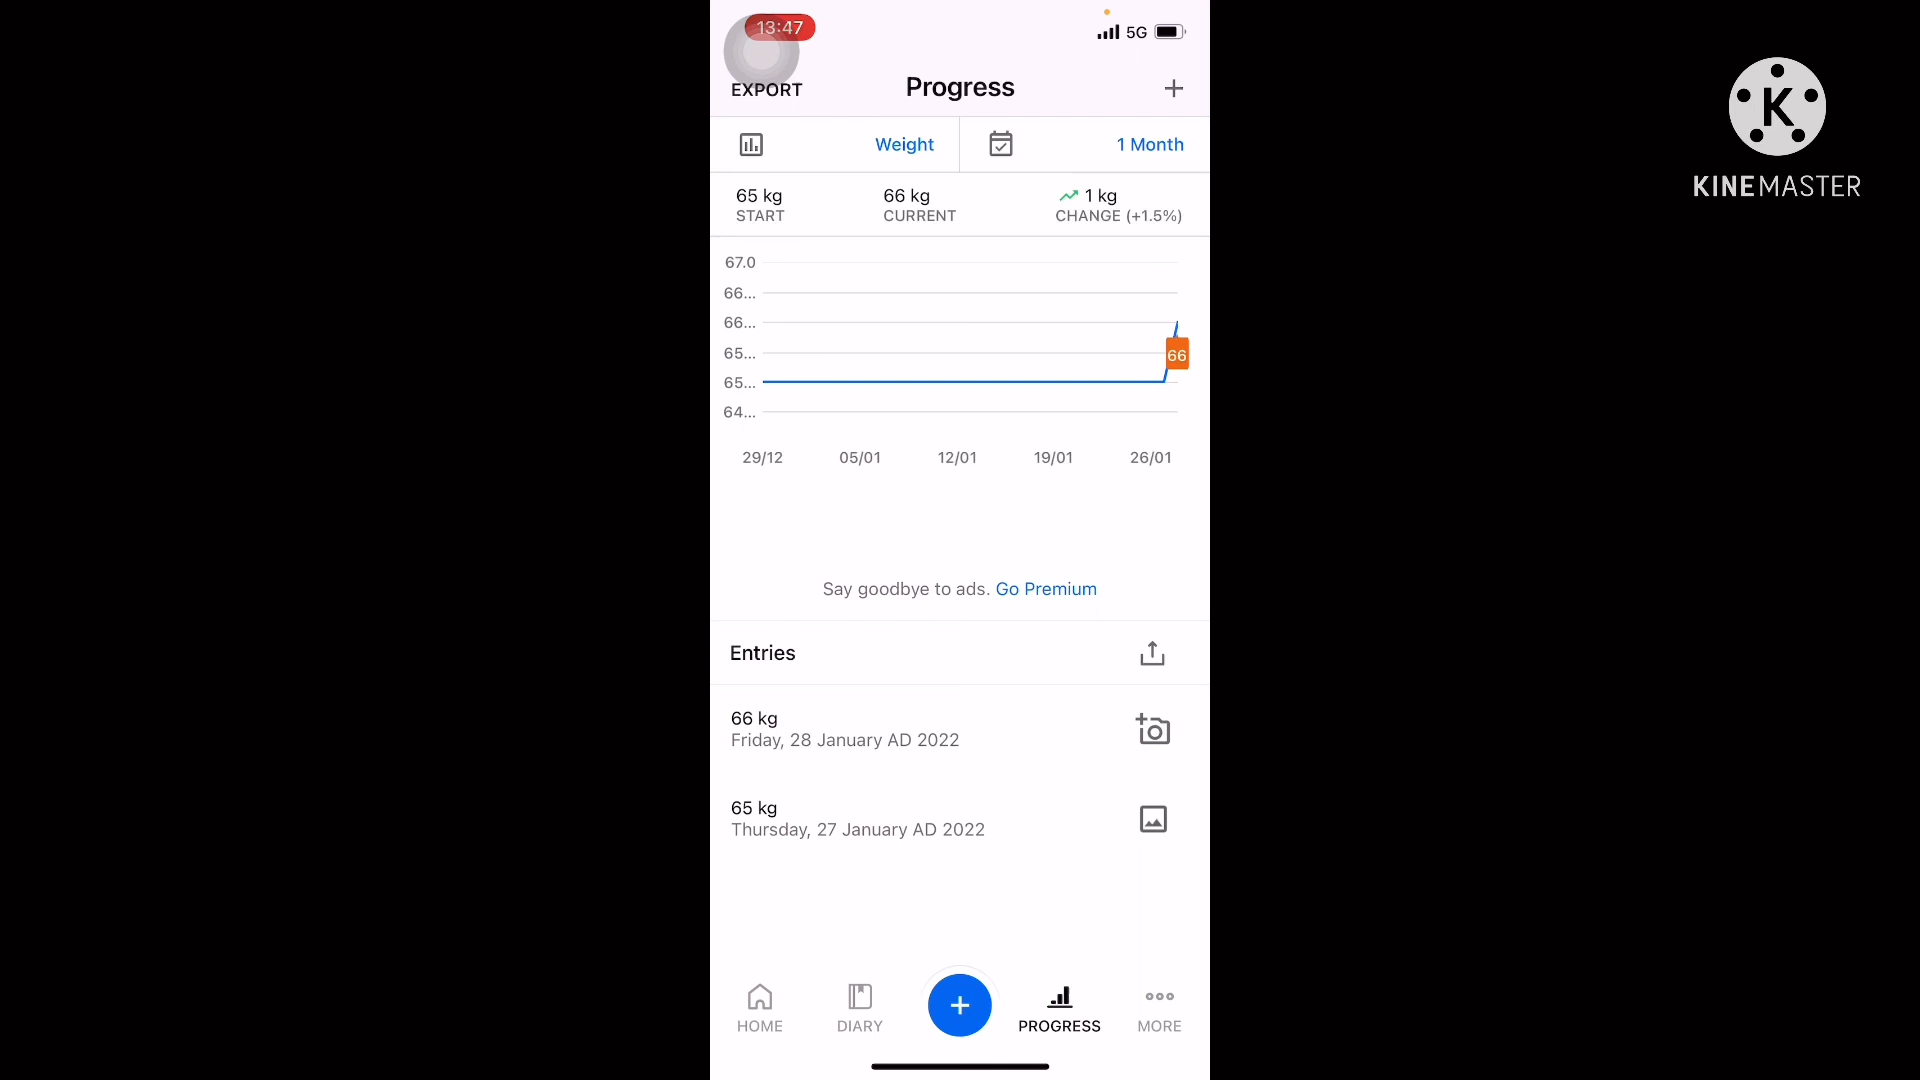 13:47
5G
EXPORT
Progress
+
Weight
1 Month
65 kg
START
66 kg
CURRENT
1 kg
CHANGE (+1.5%)
67.0
66...
66...
65...
65...
64...
66
29/12
05/01
12/01
19/01
26/01
Say goodbye to ads. Go Premium
Entries
66 kg
Friday, 28 January AD 2022
65 kg
Thursday, 27 January AD 2022
HOME
DIARY
+
PROGRESS
MORE
K
KINEMASTER